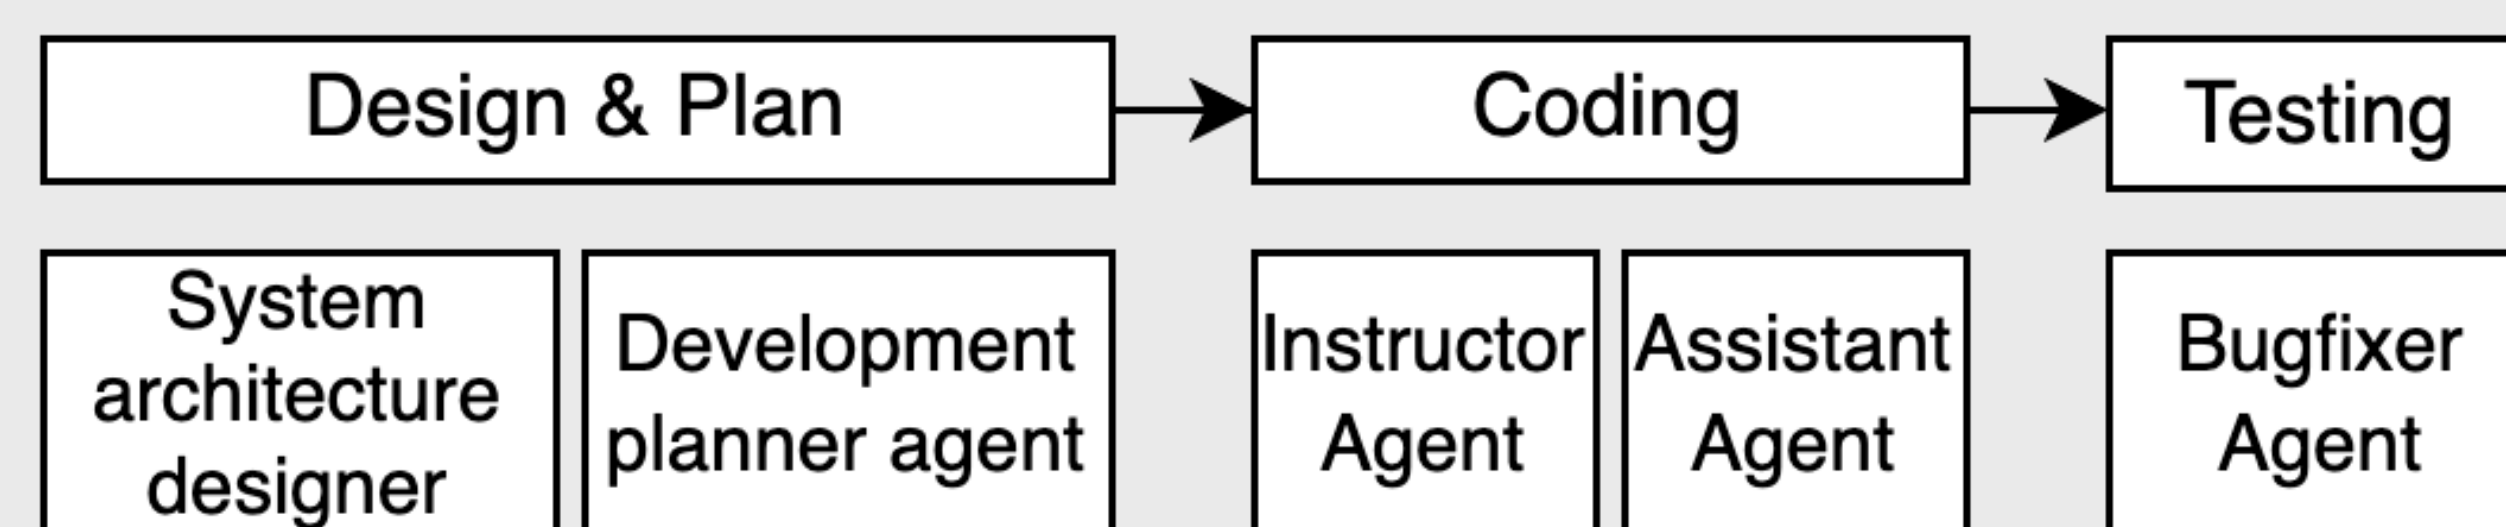 Design & Plan
Coding
Testing
System
architecture
designer
Development
planner agent
Instructor
Agent
Assistant
Agent
Bugfixer
Agent